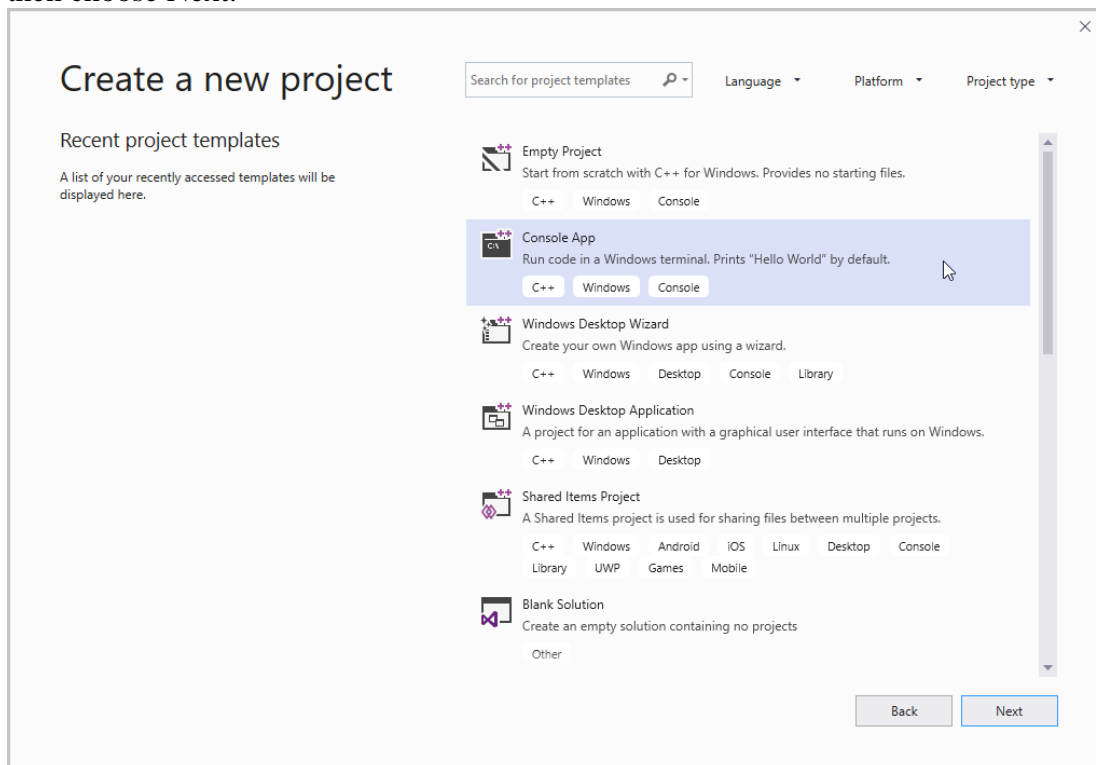 then choose Next.
Create a new project
Search for project templates
Language
Platform
Project type
Recent project templates
A list of your recently accessed templates will be
displayed here.
Empty Project
Start from scratch with C++ for Windows. Provides no starting files.
C++ Windows Console
Console App
Run code in a Windows terminal. Prints "Hello World" by default.
C++ Windows Console
Windows Desktop Wizard
Create your own Windows app using a wizard.
C++ Windows Desktop Console Library
Windows Desktop Application
A project for an application with a graphical user interface that runs on Windows.
C++ Windows Desktop
Shared Items Project
A Shared Items project is used for sharing files between multiple projects.
C++ Windows Android iOS Linux Desktop Console
Library UWP Games Mobile
Blank Solution
Create an empty solution containing no projects
Other
Back
Next